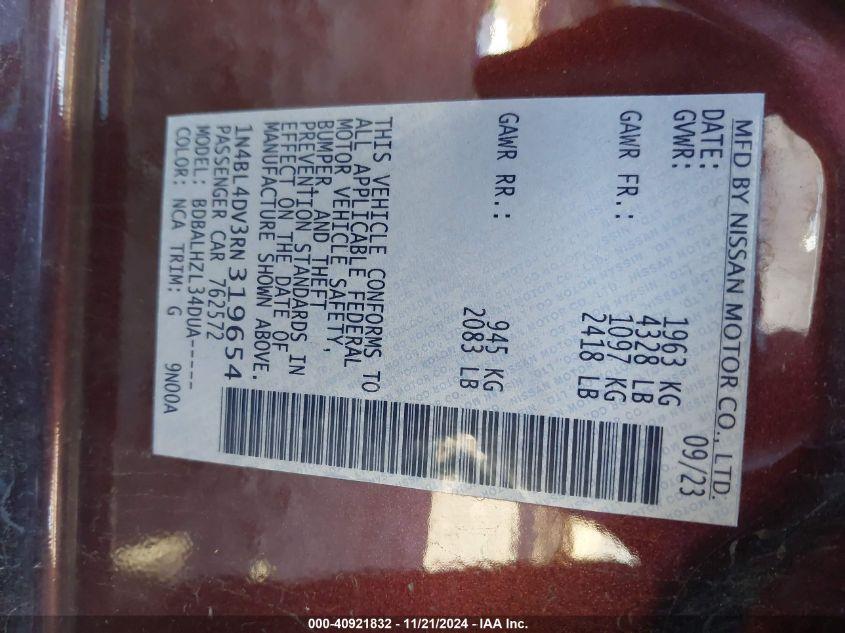 MFD BY NISSAN MOTOR CO., LTD.
DATE: 09/23
GVWR: 1963 KG
4328 LB
GAWR FR.: 1097 KG
2418 LB
GAWR RR.: 945 KG
2083 LB
THIS VEHICLE CONFORMS TO
ALL APPLICABLE FEDERAL
MOTOR VEHICLE SAFETY,
BUMPER AND THEFT
PREVENTION STANDARDS IN
EFFECT ON THE DATE OF
MANUFACTURE SHOWN ABOVE.
1N4BL4DV3RN319654
PASSENGER CAR 762572
MODEL: BDBALHZL34DUA-----
COLOR: NCA TRIM: G 9N00A
000-40921832 - 11/21/2024 - IAA Inc.